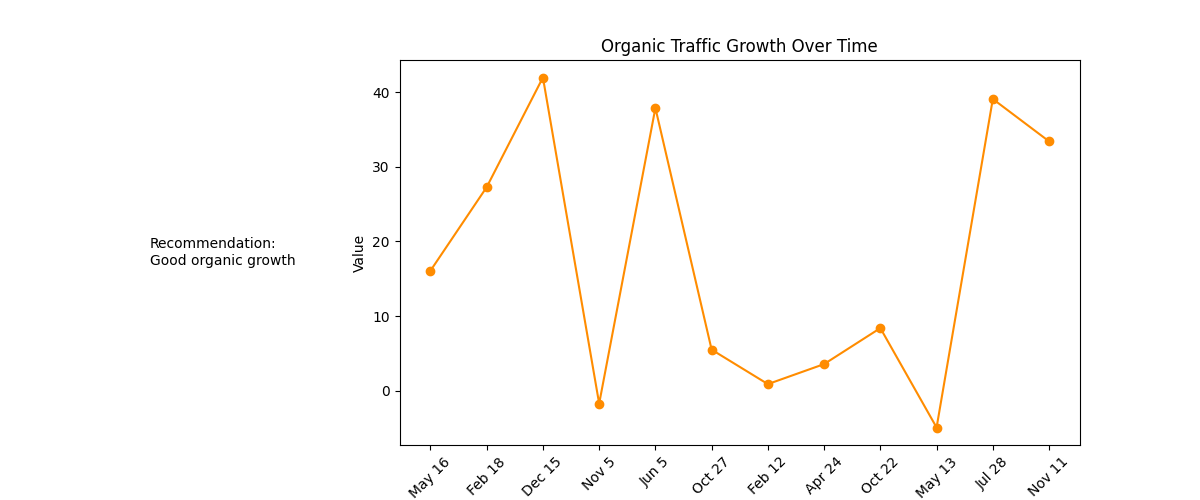 Organic Traffic Growth Over Time
Recommendation:
Good organic growth
Value
40
30
20
10
0
May 16
Feb 18
Dec 15
Nov 5
Jun 5
Oct 27
Feb 12
Apr 24
Oct 22
May 13
Jul 28
Nov 11